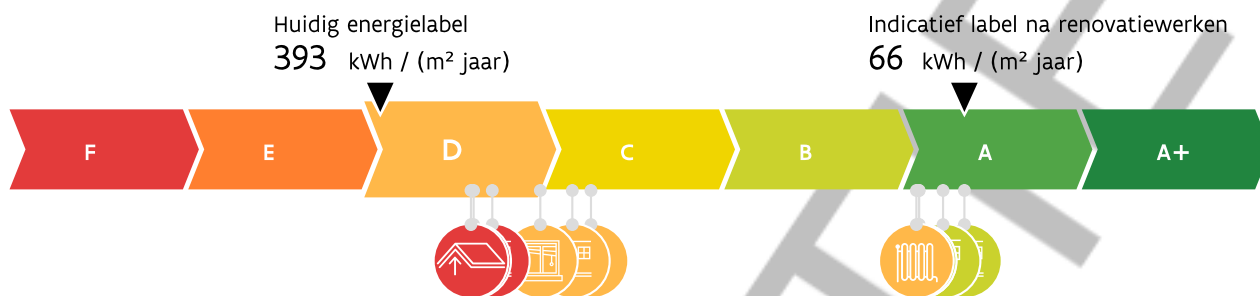 Huidig energielabel
393 kWh / (m² jaar)
Indicatief label na renovatiewerken
66 kWh / (m² jaar)
F
E
D
C
B
A
A+